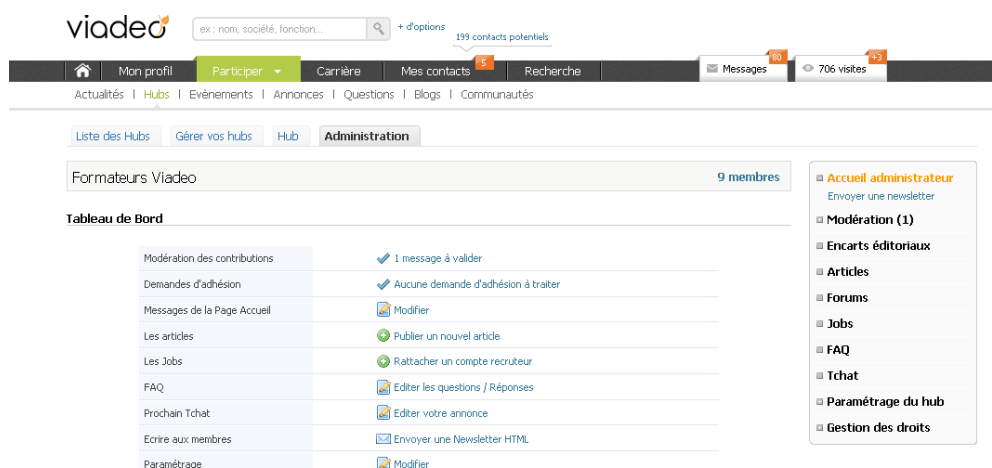 viadeo
ex : nom, société, fonction...
+ d'options
199 contacts potentiels
Mon profil
Participer
Carrière
Mes contacts
5
Recherche
Messages
80
706 visites
+3
Actualités | Hubs | Evènements | Annonces | Questions | Blogs | Communautés
Liste des Hubs
Gérer vos hubs
Hub
Administration
Formateurs Viadeo
9 membres
Tableau de Bord
Modération des contributions
1 message à valider
Demandes d'adhésion
Aucune demande d'adhésion à traiter
Messages de la Page Accueil
Modifier
Les articles
Publier un nouvel article
Les Jobs
Rattacher un compte recruteur
FAQ
Editer les questions / Réponses
Prochain Tchat
Editer votre annonce
Ecrire aux membres
Envoyer une Newsletter HTML
Paramétrage
Modifier
Accueil administrateur
Envoyer une newsletter
Modération (1)
Encarts éditoriaux
Articles
Forums
Jobs
FAQ
Tchat
Paramétrage du hub
Gestion des droits